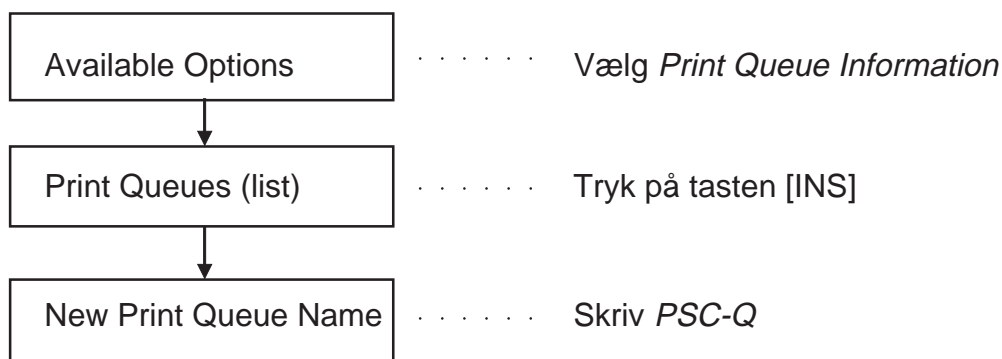 Available Options . . . . . . Vælg Print Queue Information
Print Queues (list) . . . . . . Tryk på tasten [INS]
New Print Queue Name . . . . . . Skriv PSC-Q